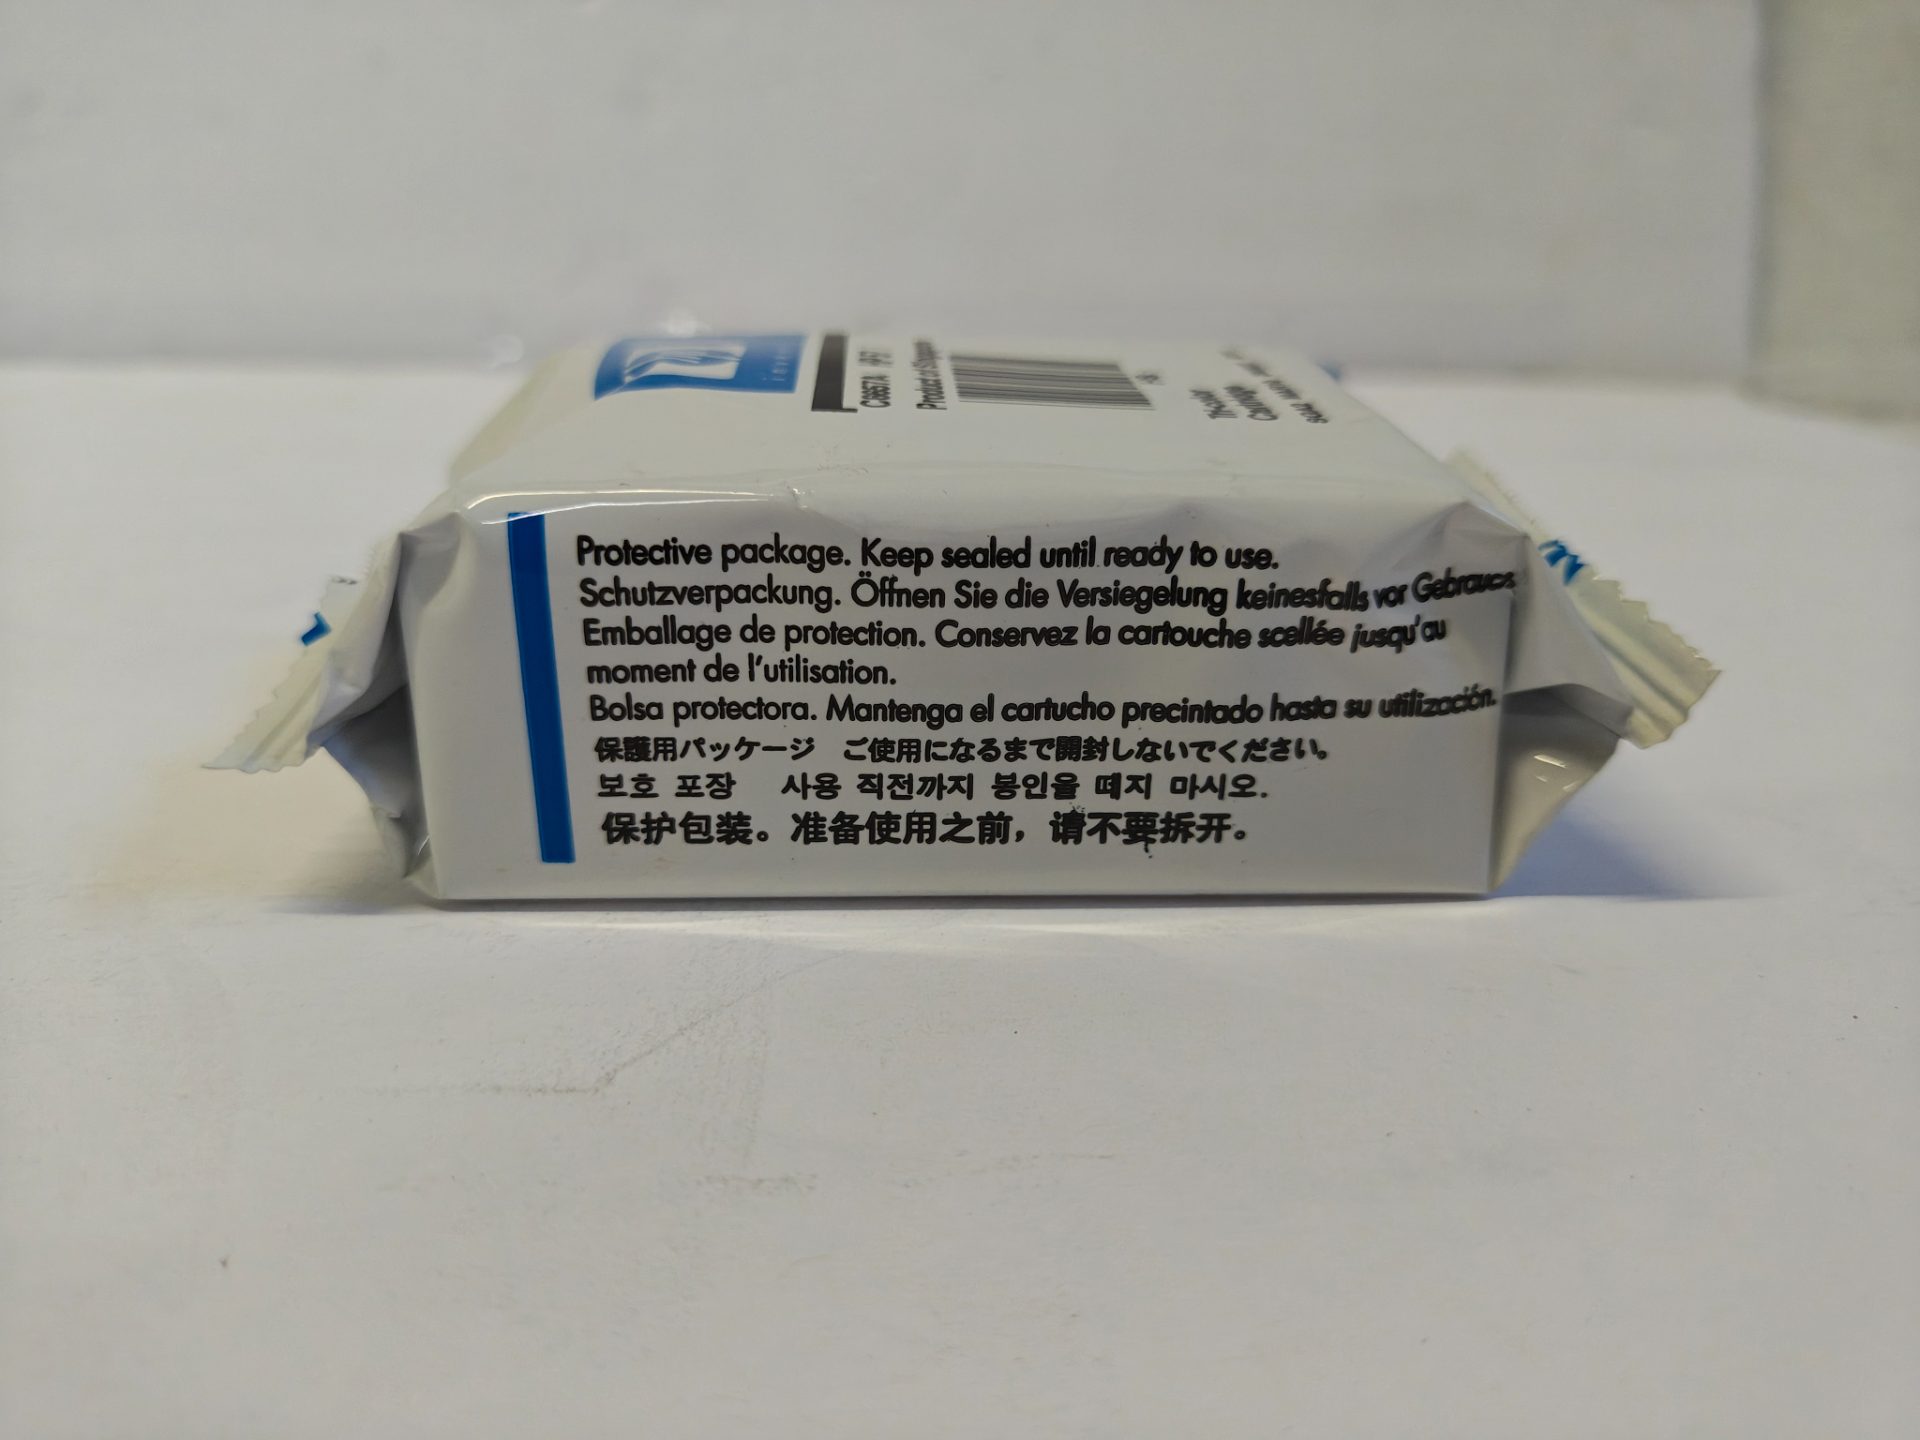 Product of Singapore
Protective package. Keep sealed until ready to use.
Schutzverpackung. Öffnen Sie die Versiegelung keinesfalls vor Gebrauch.
Emballage de protection. Conservez la cartouche scellée jusqu'au
moment de l'utilisation.
Bolsa protectora. Mantenga el cartucho precintado hasta su utilización.
保護用パッケージ　ご使用になるまで開封しないでください。
보호 포장 사용 직전까지 봉인을 떼지 마시오.
保护包装。准备使用之前，请不要拆开。